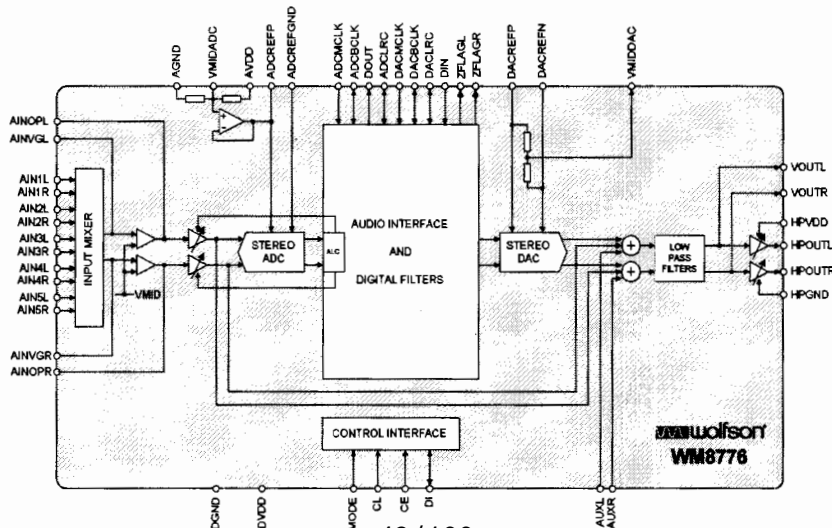 AGND
VMIDADC
AVDD
ADCREFP
ADCREFGND
ADCMCLK
ADCBCLK
DOUT
ADCLRC
DACMCLK
DACBCLK
DACLRC
DIN
ZFLAGL
ZFLAGR
DACREFP
DACREFN
VMIDDAC
AINOPL
AINVGL
AIN1L
AIN1R
AIN2L
AIN2R
AIN3L
AIN3R
AIN4L
AIN4R
AIN5L
AIN5R
AINVGR
AINOPR
INPUT MIXER
VMID
STEREO
ADC
ALC
AUDIO INTERFACE
AND
DIGITAL FILTERS
STEREO
DAC
LOW
PASS
FILTERS
VOUTL
VOUTR
HPVDD
HPOUTL
HPOUTR
HPGND
CONTROL INTERFACE
wolfson
WM8776
DGND
DVDD
MODE
CL
CE
DI
AUXL
AUXR